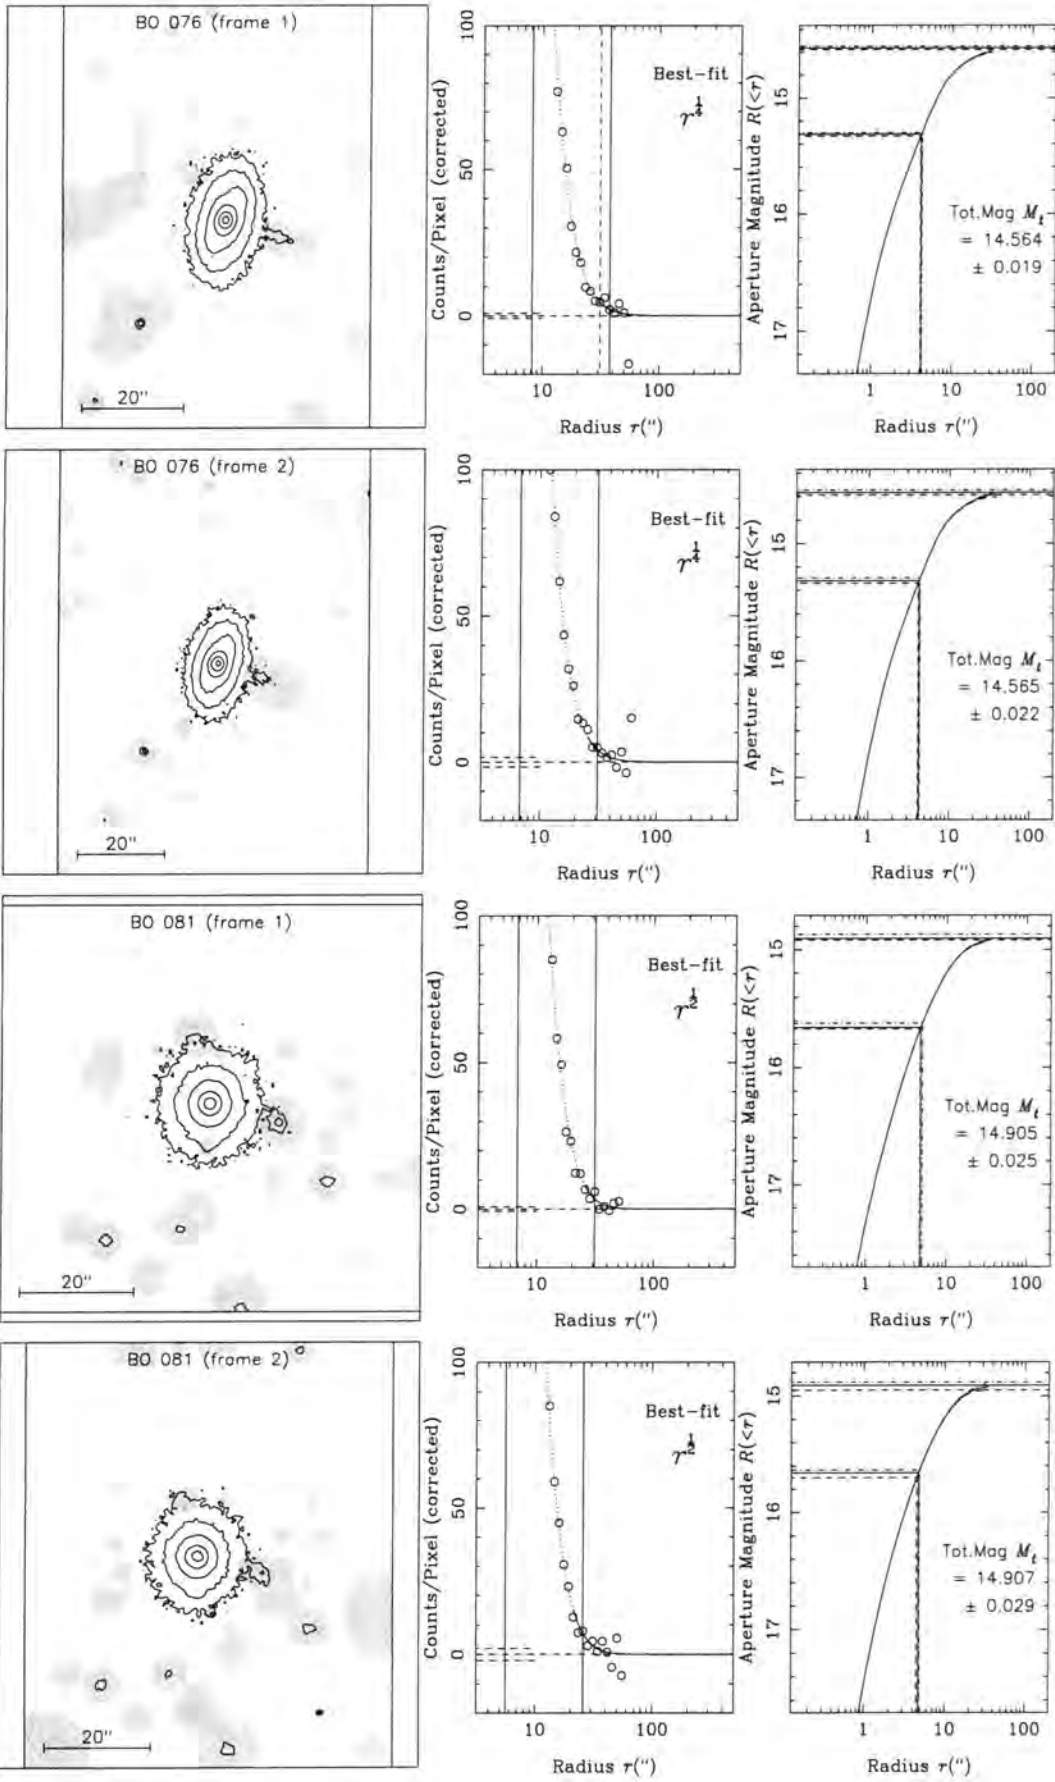 BO 076 (frame 1)
20"
Counts/Pixel (corrected)
100
50
0
Best-fit
r^{1/4}
10
100
Radius r(")
Aperture Magnitude R(<r)
15
16
17
Tot.Mag M_t
= 14.564
± 0.019
1
10
100
Radius r(")
BO 076 (frame 2)
20"
Counts/Pixel (corrected)
100
50
0
Best-fit
r^{1/4}
10
100
Radius r(")
Aperture Magnitude R(<r)
15
16
17
Tot.Mag M_t
= 14.565
± 0.022
1
10
100
Radius r(")
BO 081 (frame 1)
20"
Counts/Pixel (corrected)
100
50
0
Best-fit
r^{1/2}
10
100
Radius r(")
Aperture Magnitude R(<r)
15
16
17
Tot.Mag M_t
= 14.905
± 0.025
1
10
100
Radius r(")
BO 081 (frame 2)
20"
Counts/Pixel (corrected)
100
50
0
Best-fit
r^{1/2}
10
100
Radius r(")
Aperture Magnitude R(<r)
15
16
17
Tot.Mag M_t
= 14.907
± 0.029
1
10
100
Radius r(")